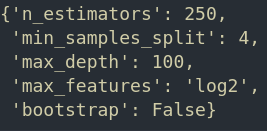 {'n_estimators': 250,
 'min_samples_split': 4,
 'max_depth': 100,
 'max_features': 'log2',
 'bootstrap': False}